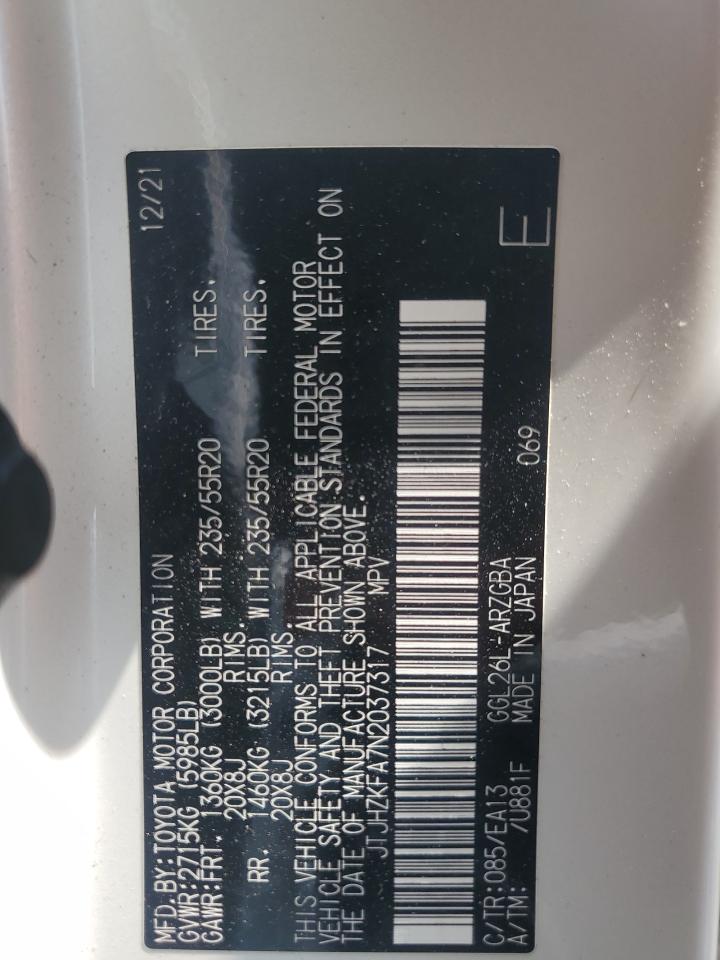 MFD.BY:TOYOTA MOTOR CORPORATION 12/21
GVWR:2715KG (5985LB)
GAWR:FRT. 1360KG (3000LB) WITH 235/55R20 TIRES.
20X8J RIMS.
RR. 1460KG (3215LB) WITH 235/55R20 TIRES.
20X8J RIMS.
THIS VEHICLE CONFORMS TO ALL APPLICABLE FEDERAL MOTOR
VEHICLE SAFETY AND THEFT PREVENTION STANDARDS IN EFFECT ON
THE DATE OF MANUFACTURE SHOWN ABOVE.
JTJHZKFA7N2037317 MPV
C/TR:085/EA13 GGL26L-ARZGBA 069
A/TM: /U881F MADE IN JAPAN
E